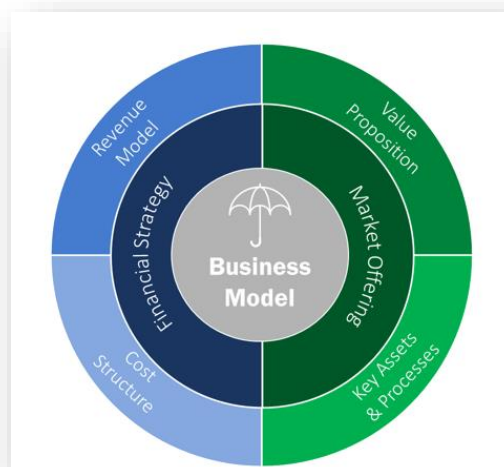 Revenue
Model
Value
Proposition
Financial Strategy
Market Offering
Business
Model
Cost
Structure
Key Assets
& Processes